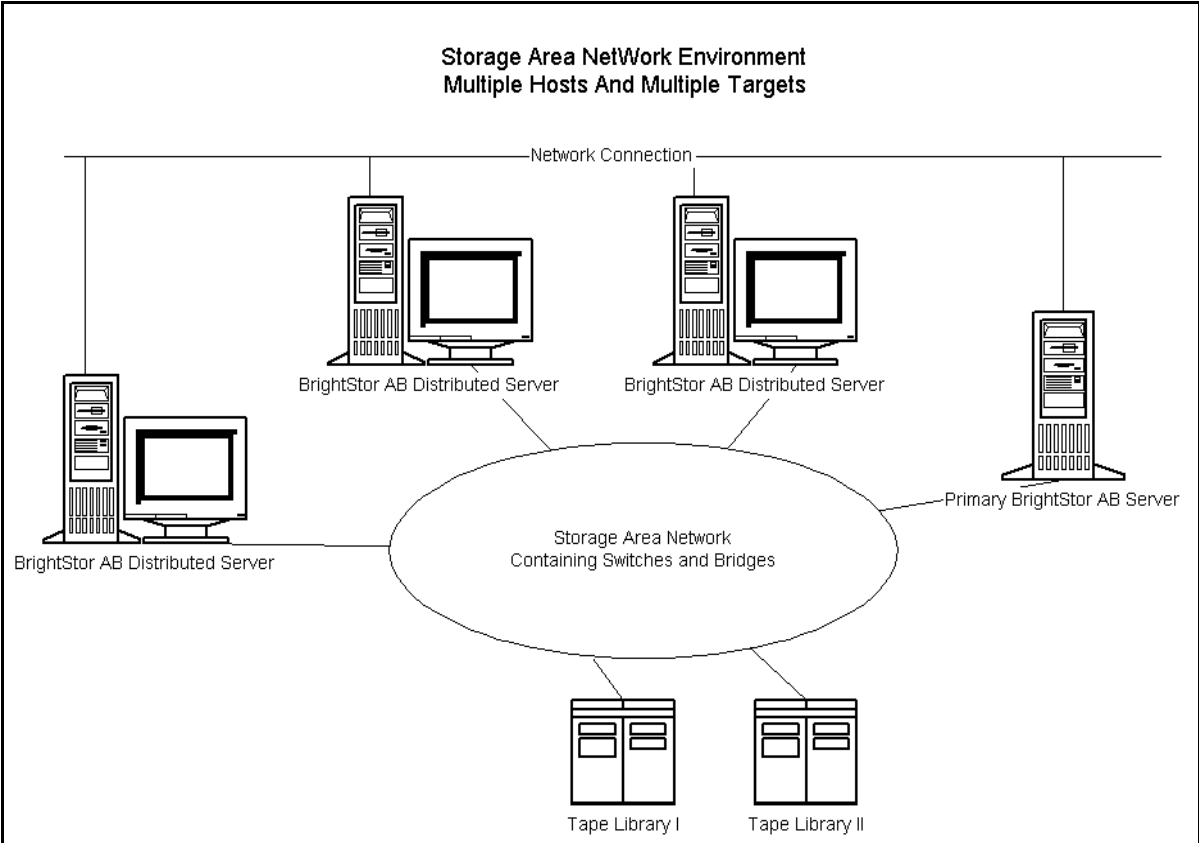 Storage Area NetWork Environment
Multiple Hosts And Multiple Targets
Network Connection
BrightStor AB Distributed Server
BrightStor AB Distributed Server
Primary BrightStor AB Server
BrightStor AB Distributed Server
Storage Area Network
Containing Switches and Bridges
Tape Library I
Tape Library II